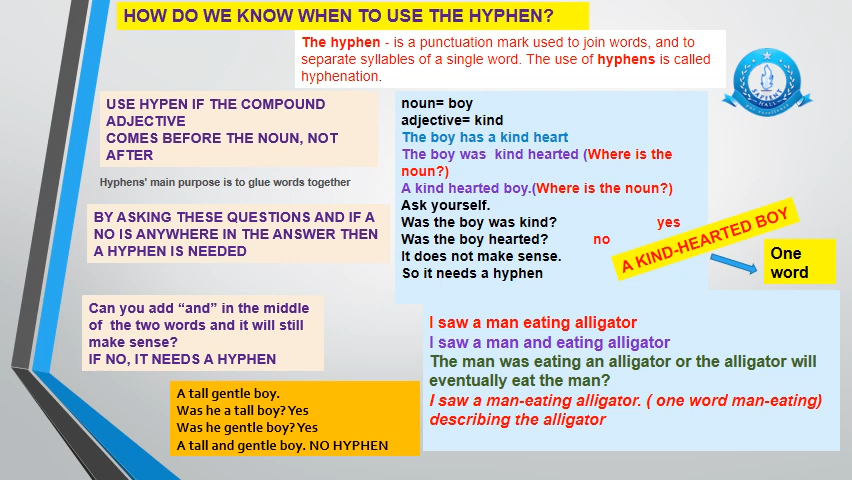 HOW DO WE KNOW WHEN TO USE THE HYPHEN?
The hyphen - is a punctuation mark used to join words, and to
separate syllables of a single word. The use of hyphens is called
hyphenation.
SAPIENT
HALL
USE HYPEN IF THE COMPOUND
ADJECTIVE
COMES BEFORE THE NOUN, NOT
AFTER
Hyphens' main purpose is to glue words together
BY ASKING THESE QUESTIONS AND IF A
NO IS ANYWHERE IN THE ANSWER THEN
A HYPHEN IS NEEDED
noun= boy
adjective= kind
The boy has a kind heart
The boy was kind hearted (Where is the
noun?)
A kind hearted boy.(Where is the noun?)
Ask yourself.
Was the boy was kind? yes
Was the boy hearted? no
It does not make sense.
So it needs a hyphen
A KIND-HEARTED BOY
One
word
Can you add “and” in the middle
of the two words and it will still
make sense?
IF NO, IT NEEDS A HYPHEN
A tall gentle boy.
Was he a tall boy? Yes
Was he gentle boy? Yes
A tall and gentle boy. NO HYPHEN
I saw a man eating alligator
I saw a man and eating alligator
The man was eating an alligator or the alligator will
eventually eat the man?
I saw a man-eating alligator. ( one word man-eating)
describing the alligator